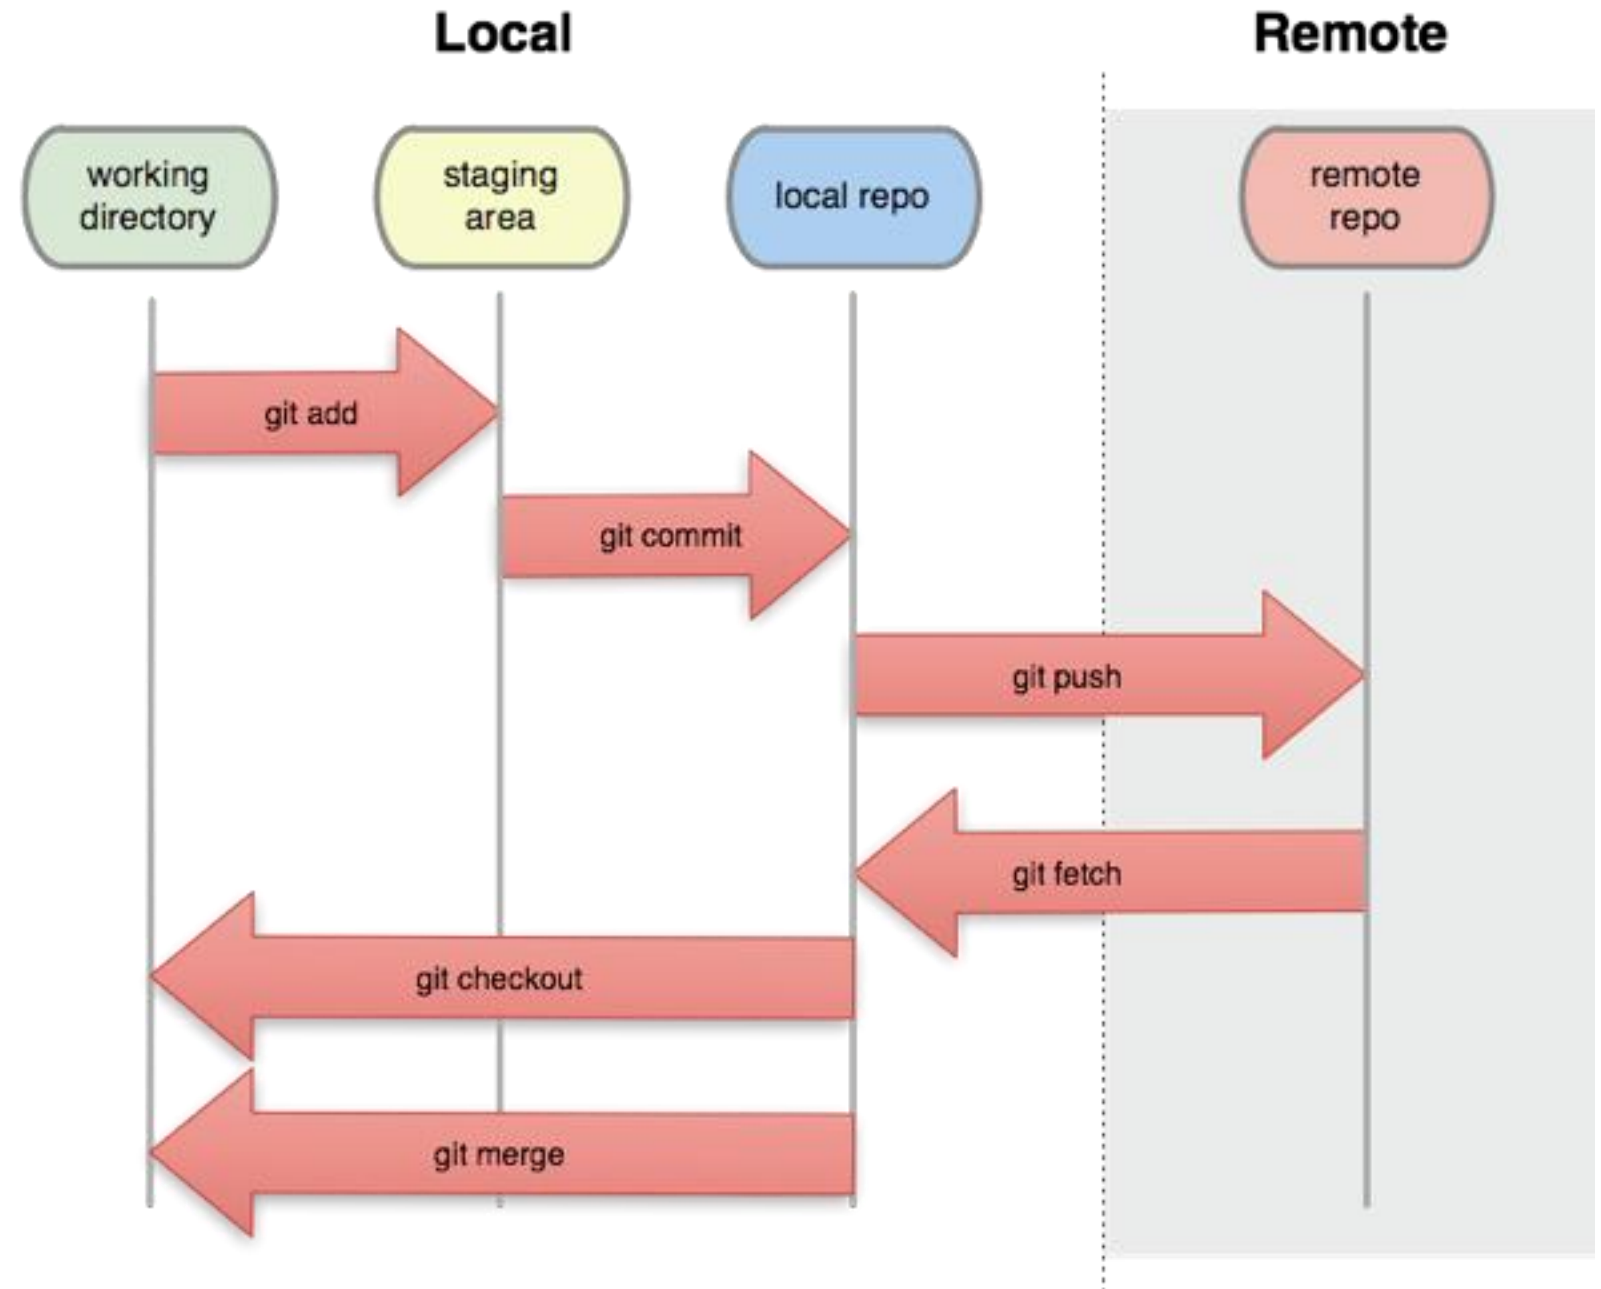 Local
Remote
working
directory
staging
area
local repo
remote
repo
git add
git commit
git push
git fetch
git checkout
git merge